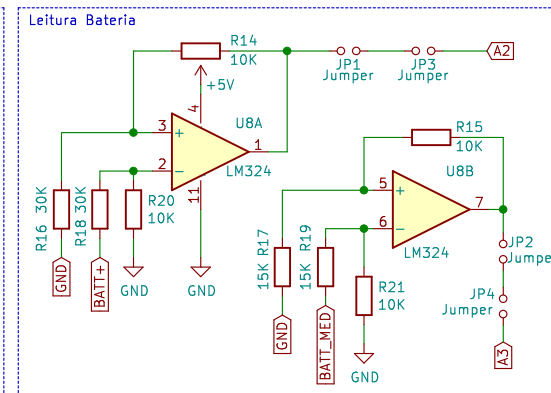 Leitura Bateria
R14
10K
JP1
Jumper
JP3
Jumper
A2
+5V
4
U8A
3
+
1
2
-
LM324
11
R16 30K
R18 30K
R20
10K
GND
BATT+
GND
GND
R15
10K
U8B
5
+
7
6
-
LM324
R17
15K
R19
15K
R21
10K
GND
BATT_MED
GND
JP2
Jumpe
JP4
Jumper
A3